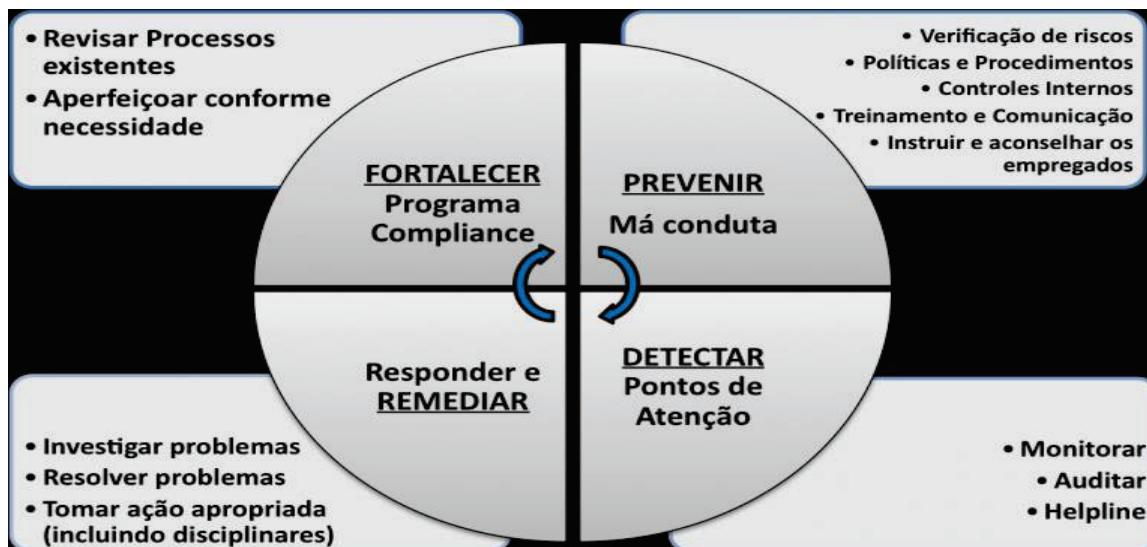 • Revisar Processos
existentes
• Aperfeiçoar conforme
necessidade
• Verificação de riscos
• Políticas e Procedimentos
• Controles Internos
• Treinamento e Comunicação
• Instruir e aconselhar os
empregados
FORTALECER
Programa
Compliance
PREVENIR
Má conduta
Responder e
REMEDIAR
DETECTAR
Pontos de
Atenção
• Investigar problemas
• Resolver problemas
• Tomar ação apropriada
(incluindo disciplinares)
• Monitorar
• Auditar
• Helpline